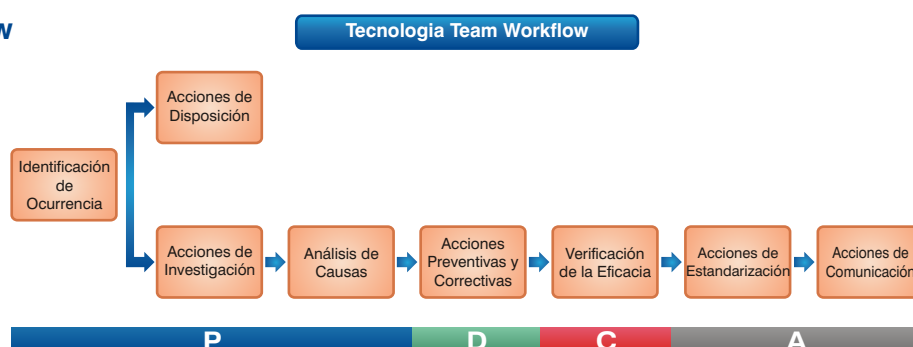 w
Tecnologia Team Workflow
Acciones de
Disposición
Identificación
de
Ocurrencia
Acciones de
Investigación
Análisis de
Causas
Acciones
Preventivas y
Correctivas
Verificación
de la Eficacia
Acciones de
Estandarización
Acciones de
Comunicación
P
D
C
A